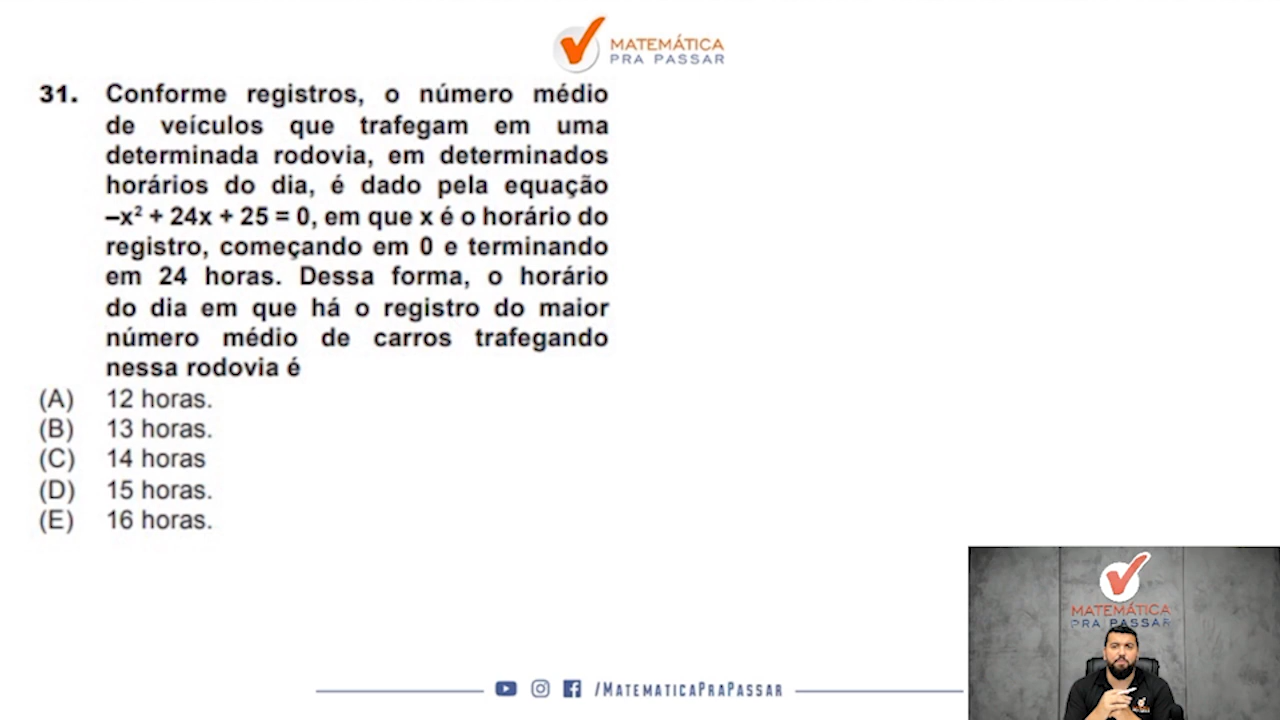 MATEMÁTICA
PRA PASSAR
31. Conforme registros, o número médio
de veículos que trafegam em uma
determinada rodovia, em determinados
horários do dia, é dado pela equação
–x² + 24x + 25 = 0, em que x é o horário do
registro, começando em 0 e terminando
em 24 horas. Dessa forma, o horário
do dia em que há o registro do maior
número médio de carros trafegando
nessa rodovia é
(A) 12 horas.
(B) 13 horas.
(C) 14 horas
(D) 15 horas.
(E) 16 horas.
MATEMÁTICA
PRA PASSAR
/MATEMATICAPRAPASSAR